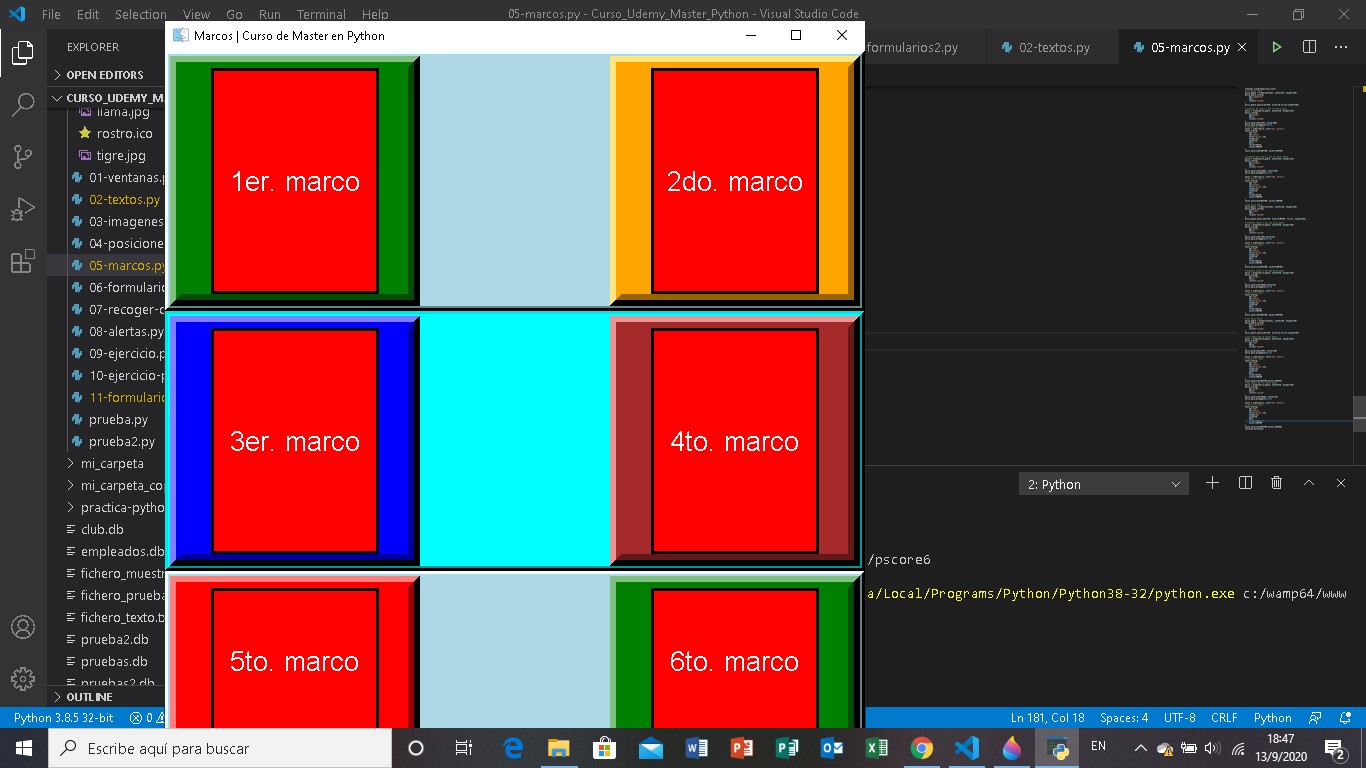 File Edit Selection View Go Run Terminal Help 05-marcos.py - Curso_Udemy_Master_Python - Visual Studio Code
Marcos | Curso de Master en Python
formularios2.py 02-textos.py 05-marcos.py
EXPLORER
OPEN EDITORS
CURSO_UDEMY_M
llama.jpg
rostro.ico
tigre.jpg
01-ventanas.
02-textos.py
03-imagenes
04-posicione
05-marcos.py
06-formulario
07-recoger-
08-alertas.py
09-ejercicio.p
10-ejercicio-p
11-formulario
prueba.py
prueba2.py
mi_carpeta
mi_carpeta_co
practica-pytho
club.db
empleados.db
fichero_muestr
fichero_prueba
fichero_texto.t
prueba2.db
pruebas.db
pruebas2.db
OUTLINE
1er. marco 2do. marco
3er. marco 4to. marco
5to. marco 6to. marco
2: Python
/pscore6
a/Local/Programs/Python/Python38-32/python.exe c:/wamp64/www
Python 3.8.5 32-bit 0 Ln 181, Col 18 Spaces: 4 UTF-8 CRLF Python
Escribe aquí para buscar
EN
18:47
13/9/2020
2